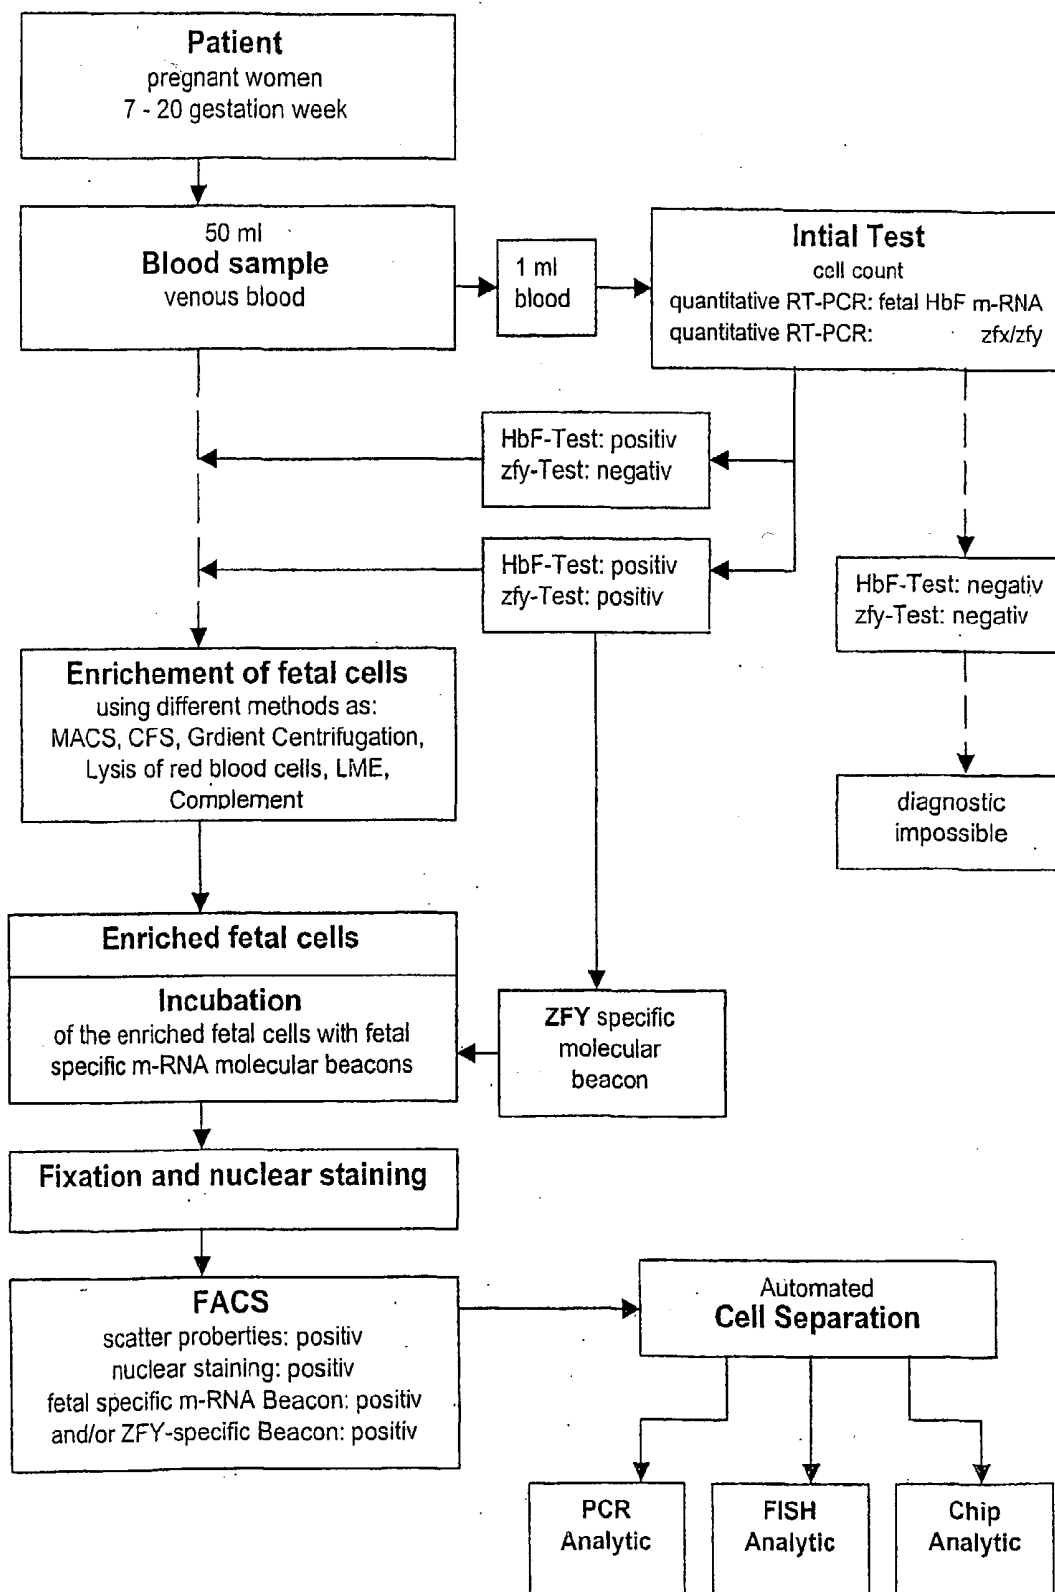 Patient
pregnant women
7 - 20 gestation week
50 ml
Blood sample
venous blood
1 ml
blood
Intial Test
cell count
quantitative RT-PCR: fetal HbF m-RNA
quantitative RT-PCR: zfx/zfy
HbF-Test: positiv
zfy-Test: negativ
HbF-Test: positiv
zfy-Test: positiv
HbF-Test: negativ
zfy-Test: negativ
Enrichement of fetal cells
using different methods as:
MACS, CFS, Grdient Centrifugation,
Lysis of red blood cells, LME,
Complement
diagnostic
impossible
Enriched fetal cells
Incubation
of the enriched fetal cells with fetal
specific m-RNA molecular beacons
ZFY specific
molecular
beacon
Fixation and nuclear staining
FACS
scatter proberties: positiv
nuclear staining: positiv
fetal specific m-RNA Beacon: positiv
and/or ZFY-specific Beacon: positiv
Automated
Cell Separation
PCR
Analytic
FISH
Analytic
Chip
Analytic